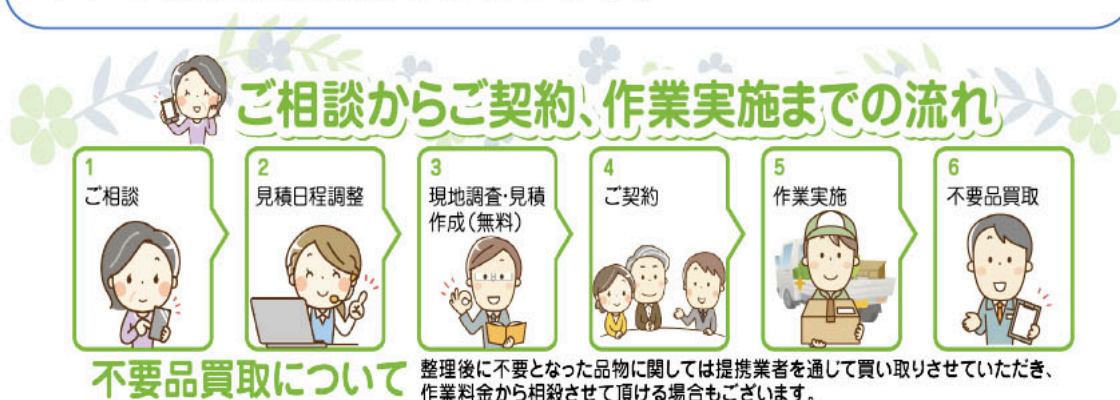 ご相談からご契約、作業実施までの流れ
1
ご相談
2
見積日程調整
3
現地調査・見積
作成(無料)
4
ご契約
5
作業実施
6
不要品買取
不要品買取について
整理後に不要となった品物に関しては提携業者を通じて買い取りさせていただき、
作業料金から相殺させて頂ける場合もございます。